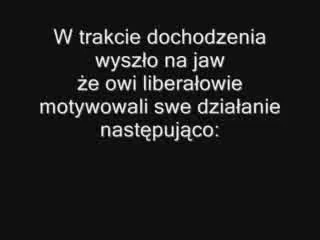 W trakcie dochodzenia
wyszło na jaw
że owi liberałowie
motywowali swe działanie
następująco: